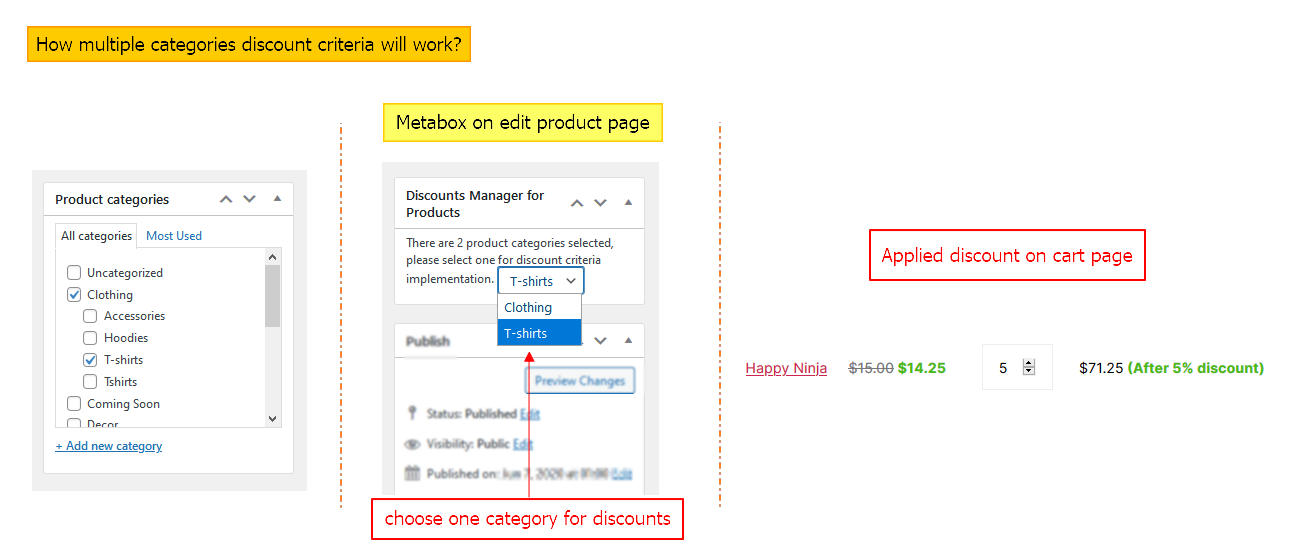 How multiple categories discount criteria will work?
Product categories
All categories
Most Used
Uncategorized
Clothing
Accessories
Hoodies
T-shirts
Tshirts
Coming Soon
Decor
+ Add new category
Metabox on edit product page
Discounts Manager for
Products
There are 2 product categories selected,
please select one for discount criteria
implementation. T-shirts
Clothing
T-shirts
Publish
Preview Changes
Status: Published Edit
Visibility: Public Edit
Published on: Jun 7, 2020 at Edit
choose one category for discounts
Applied discount on cart page
Happy Ninja $15.00 $14.25 5 $71.25 (After 5% discount)